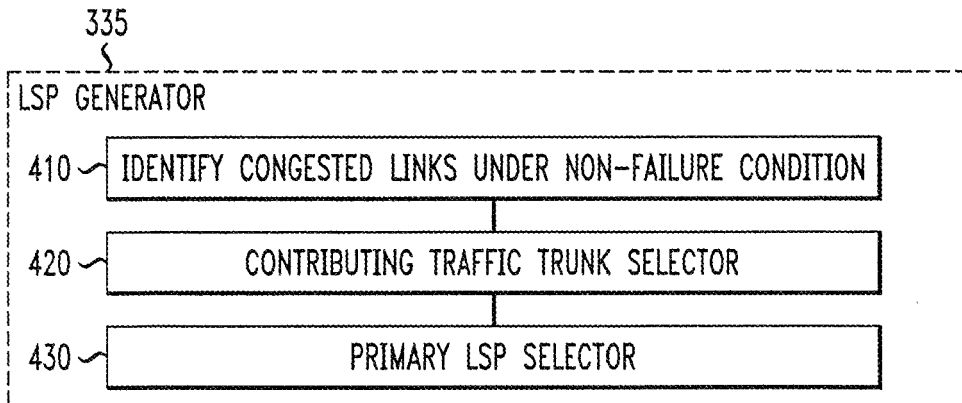 335
LSP GENERATOR
410 IDENTIFY CONGESTED LINKS UNDER NON-FAILURE CONDITION
420 CONTRIBUTING TRAFFIC TRUNK SELECTOR
430 PRIMARY LSP SELECTOR